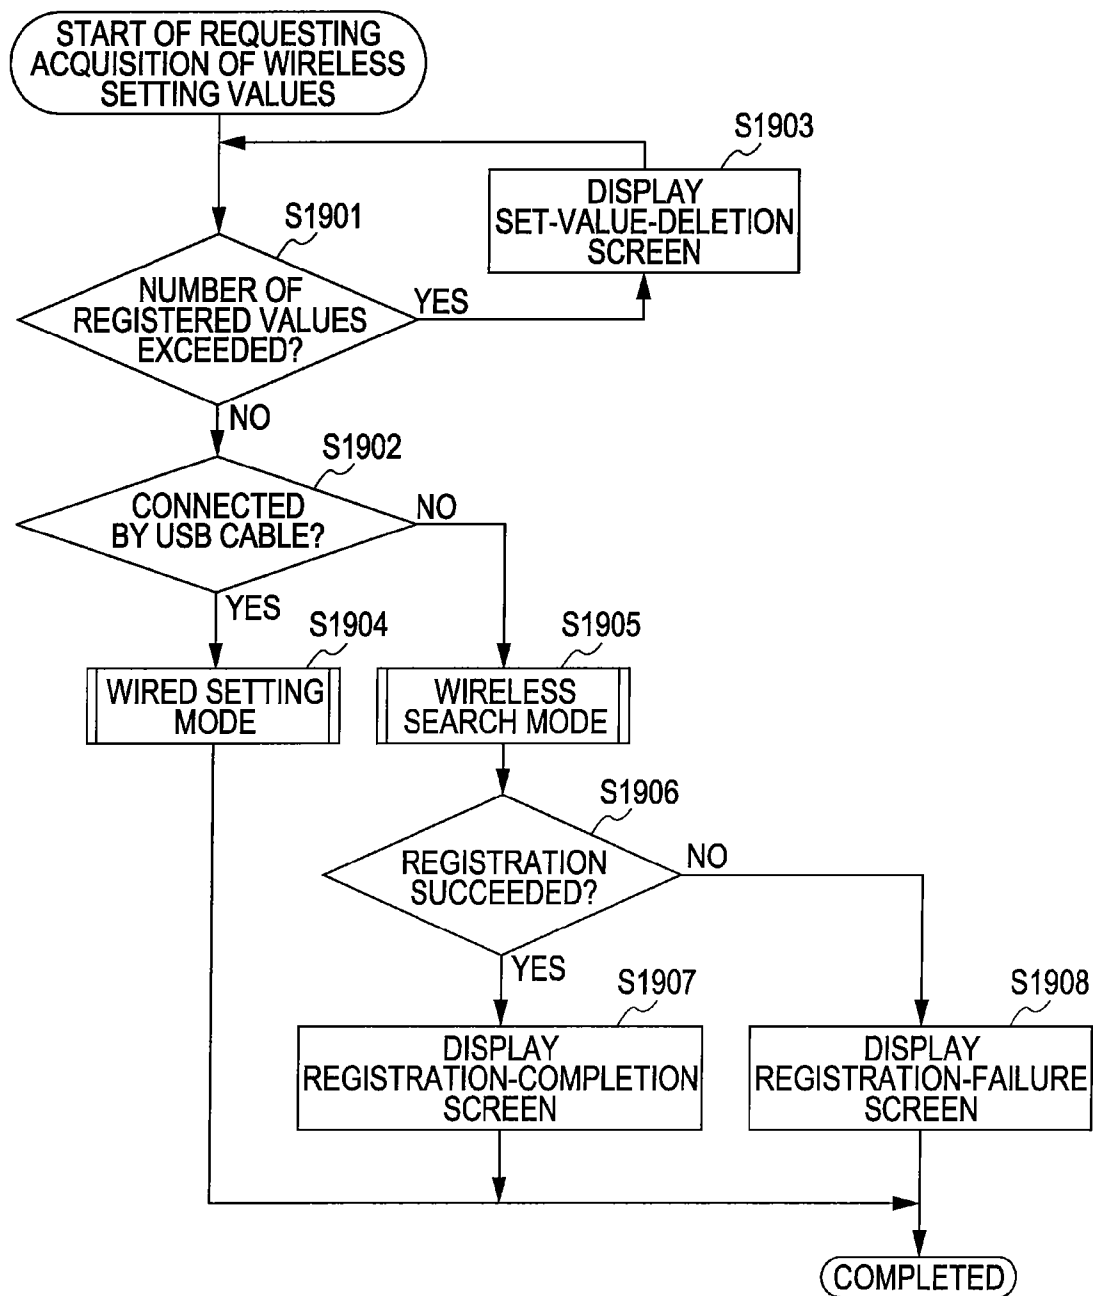 START OF REQUESTING
ACQUISITION OF WIRELESS
SETTING VALUES
S1903
DISPLAY
SET-VALUE-DELETION
SCREEN
S1901
NUMBER OF
REGISTERED VALUES
EXCEEDED?
YES
NO
S1902
CONNECTED
BY USB CABLE?
NO
YES
S1904
WIRED SETTING
MODE
S1905
WIRELESS
SEARCH MODE
S1906
REGISTRATION
SUCCEEDED?
NO
YES
S1907
DISPLAY
REGISTRATION-COMPLETION
SCREEN
S1908
DISPLAY
REGISTRATION-FAILURE
SCREEN
COMPLETED